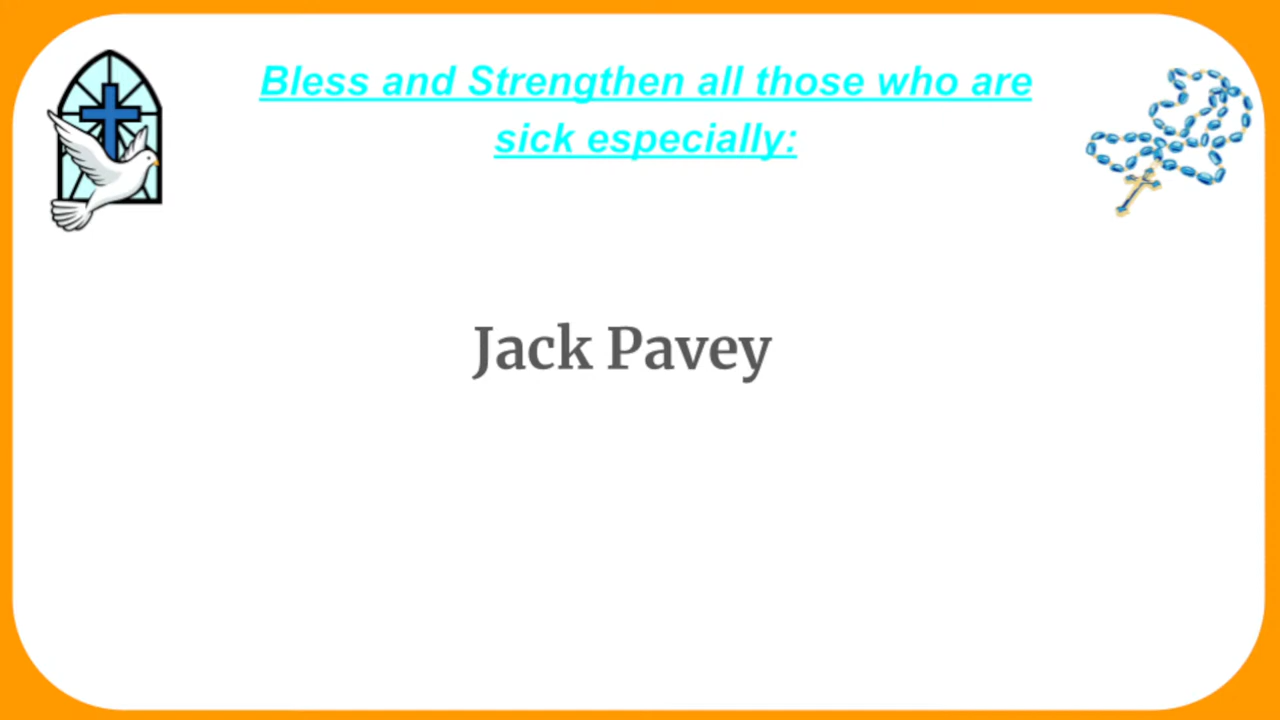 Bless and Strengthen all those who are
sick especially:
Jack Pavey